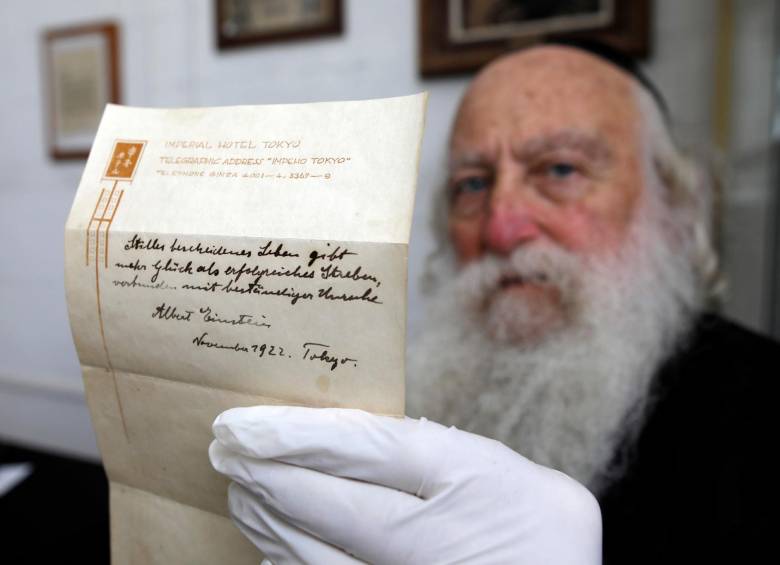 IMPERIAL HOTEL TOKYO
TELEGRAPHIC ADDRESS "IMPEHO TOKYO"
Stilles bescheidenes Leben gibt
mehr Glück als erfolgreiches Streben,
verbunden mit beständiger Unruhe
Albert Einstein
November 1922. Tokyo.